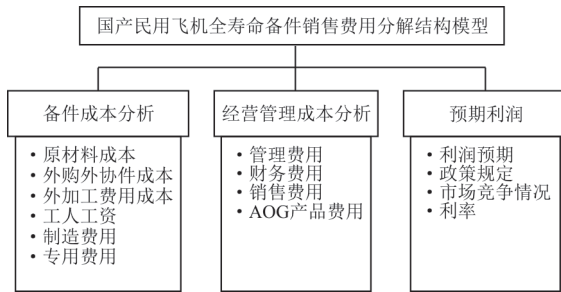 国产民用飞机全寿命备件销售费用分解结构模型
备件成本分析
• 原材料成本
• 外购外协件成本
• 外加工费用成本
• 工人工资
• 制造费用
• 专用费用
经营管理成本分析
• 管理费用
• 财务费用
• 销售费用
• AOG产品费用
预期利润
• 利润预期
• 政策规定
• 市场竞争情况
• 利率